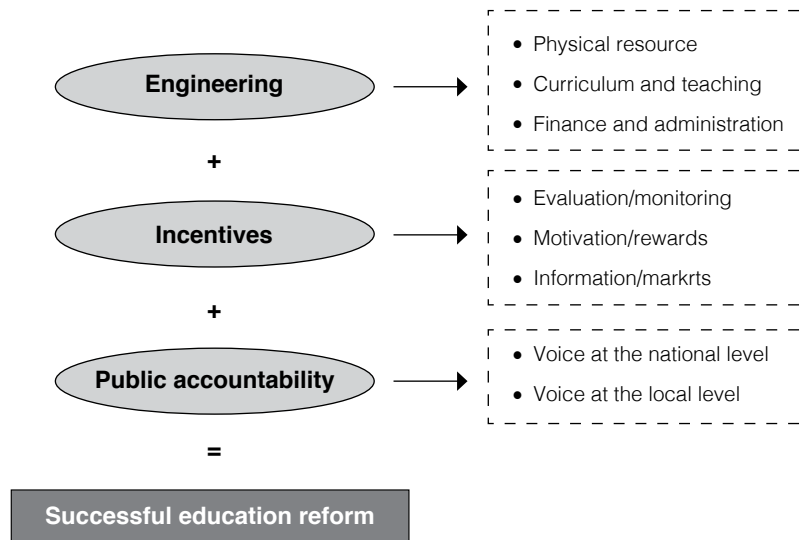 Engineering
• Physical resource
• Curriculum and teaching
• Finance and administration
+
Incentives
• Evaluation/monitoring
• Motivation/rewards
• Information/markrts
+
Public accountability
• Voice at the national level
• Voice at the local level
=
Successful education reform